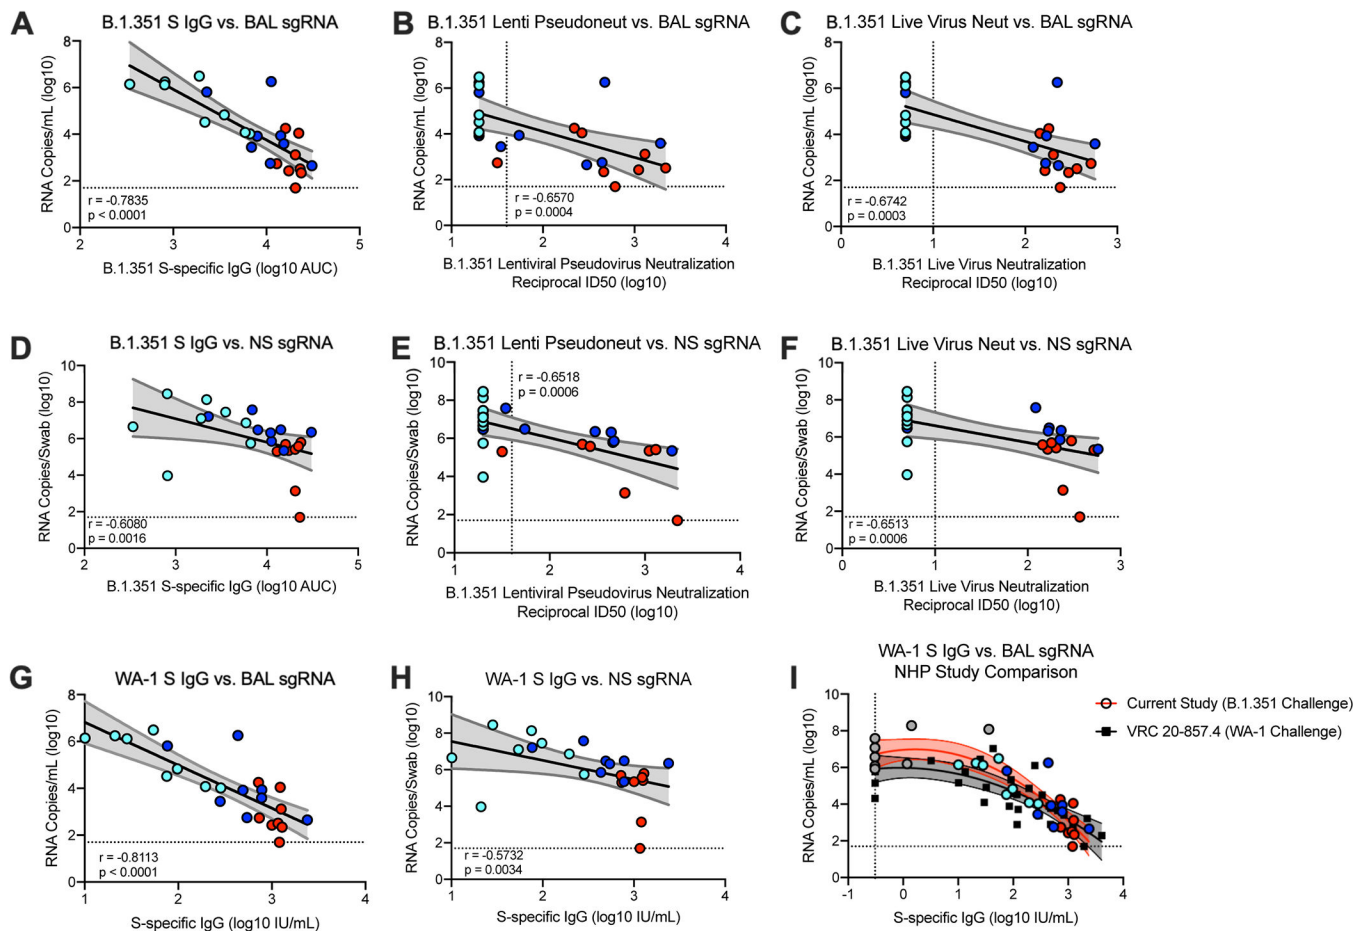 A
B.1.351 S IgG vs. BAL sgRNA
RNA Copies/mL (log10)
8
6
4
2
0
r = -0.7835
p < 0.0001
2
3
4
5
B.1.351 S-specific IgG (log10 AUC)
B
B.1.351 Lenti Pseudoneut vs. BAL sgRNA
RNA Copies/mL (log10)
8
6
4
2
0
r = -0.6570
p = 0.0004
1
2
3
4
B.1.351 Lentiviral Pseudovirus Neutralization
Reciprocal ID50 (log10)
C
B.1.351 Live Virus Neut vs. BAL sgRNA
RNA Copies/mL (log10)
8
6
4
2
0
r = -0.6742
p = 0.0003
0
1
2
3
B.1.351 Live Virus Neutralization
Reciprocal ID50 (log10)
D
B.1.351 S IgG vs. NS sgRNA
RNA Copies/Swab (log10)
10
8
6
4
2
0
r = -0.6080
p = 0.0016
2
3
4
5
B.1.351 S-specific IgG (log10 AUC)
E
B.1.351 Lenti Pseudoneut vs. NS sgRNA
RNA Copies/Swab (log10)
10
8
6
4
2
0
r = -0.6518
p = 0.0006
1
2
3
4
B.1.351 Lentiviral Pseudovirus Neutralization
Reciprocal ID50 (log10)
F
B.1.351 Live Virus Neut vs. NS sgRNA
RNA Copies/Swab (log10)
10
8
6
4
2
0
r = -0.6513
p = 0.0006
0
1
2
3
B.1.351 Live Virus Neutralization
Reciprocal ID50 (log10)
G
WA-1 S IgG vs. BAL sgRNA
RNA Copies/mL (log10)
8
6
4
2
0
r = -0.8113
p < 0.0001
1
2
3
4
S-specific IgG (log10 IU/mL)
H
WA-1 S IgG vs. NS sgRNA
RNA Copies/Swab (log10)
10
8
6
4
2
0
r = -0.5732
p = 0.0034
1
2
3
4
S-specific IgG (log10 IU/mL)
I
WA-1 S IgG vs. BAL sgRNA
NHP Study Comparison
RNA Copies/mL (log10)
10
8
6
4
2
0
-1
0
1
2
3
4
S-specific IgG (log10 IU/mL)
Current Study (B.1.351 Challenge)
VRC 20-857.4 (WA-1 Challenge)